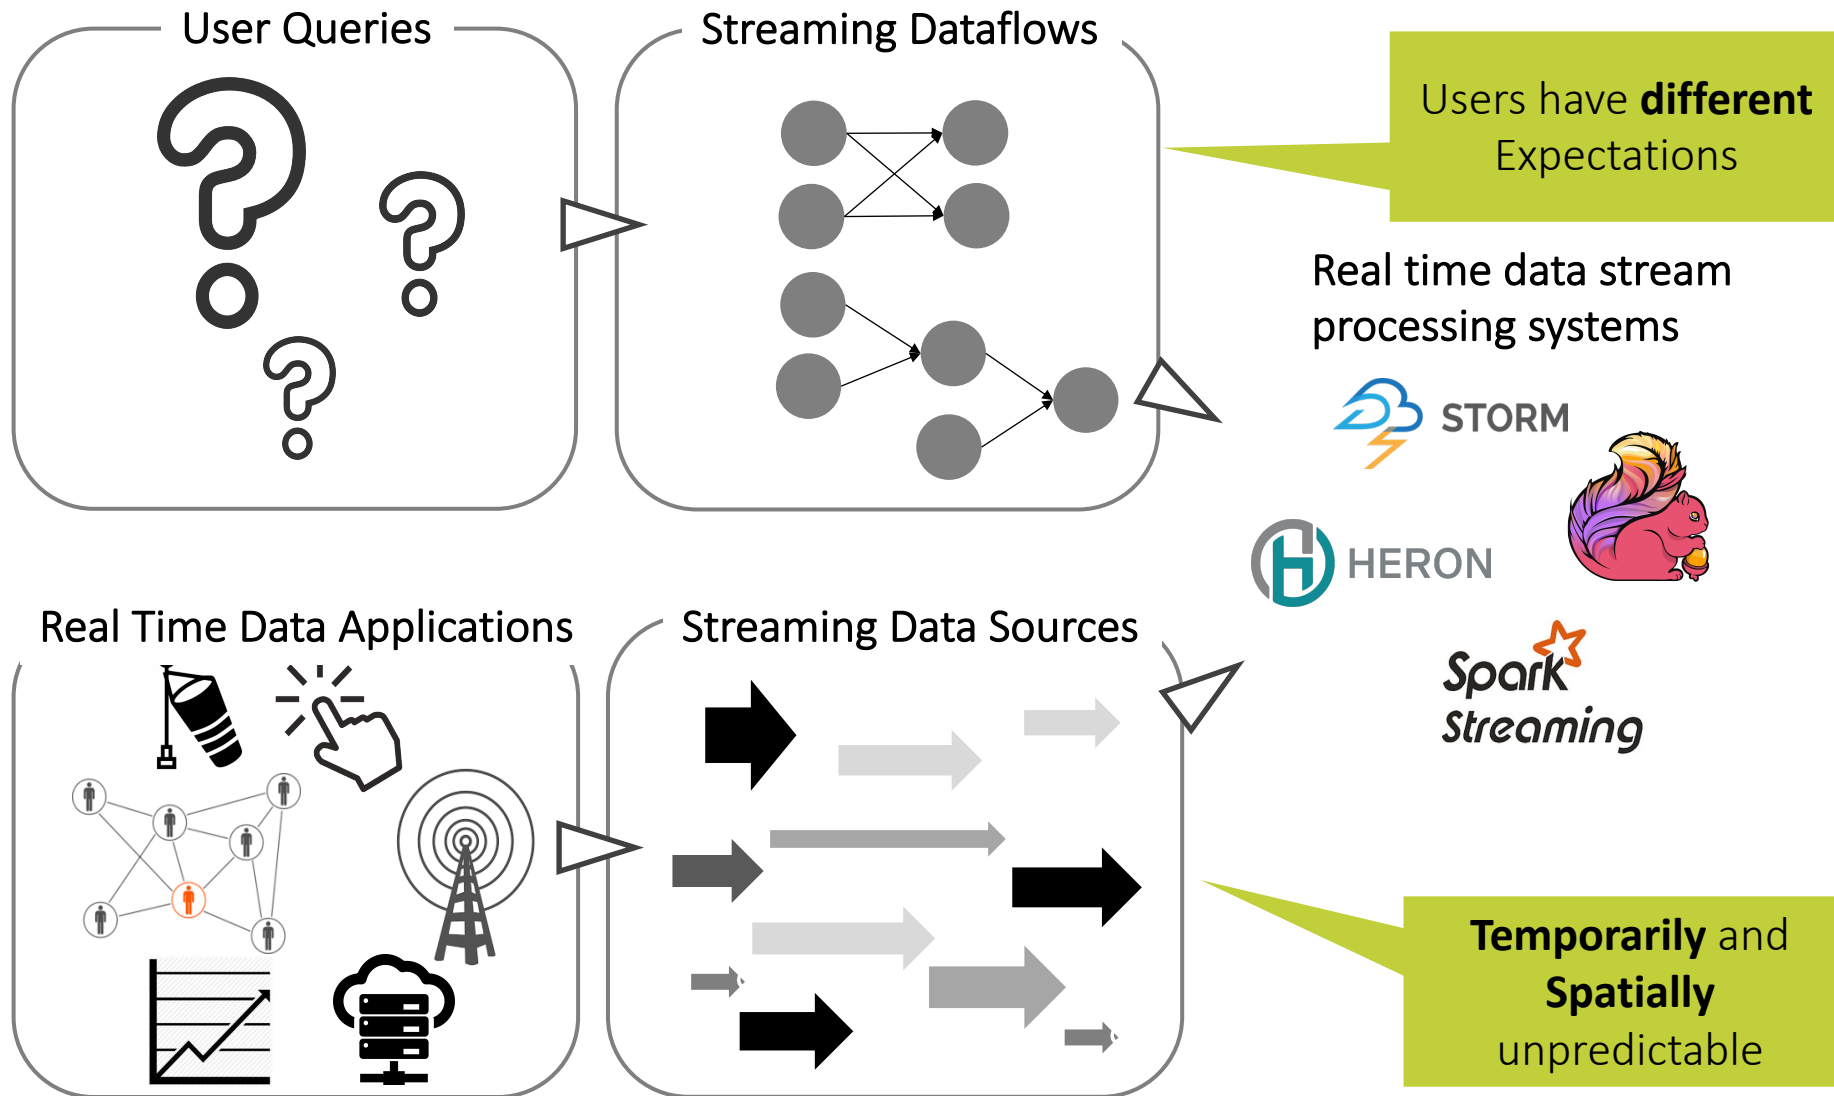 User Queries
Streaming Dataflows
Users have different
Expectations
Real time data stream
processing systems
STORM
HERON
Spark
Streaming
Real Time Data Applications
Streaming Data Sources
Temporarily and
Spatially
unpredictable